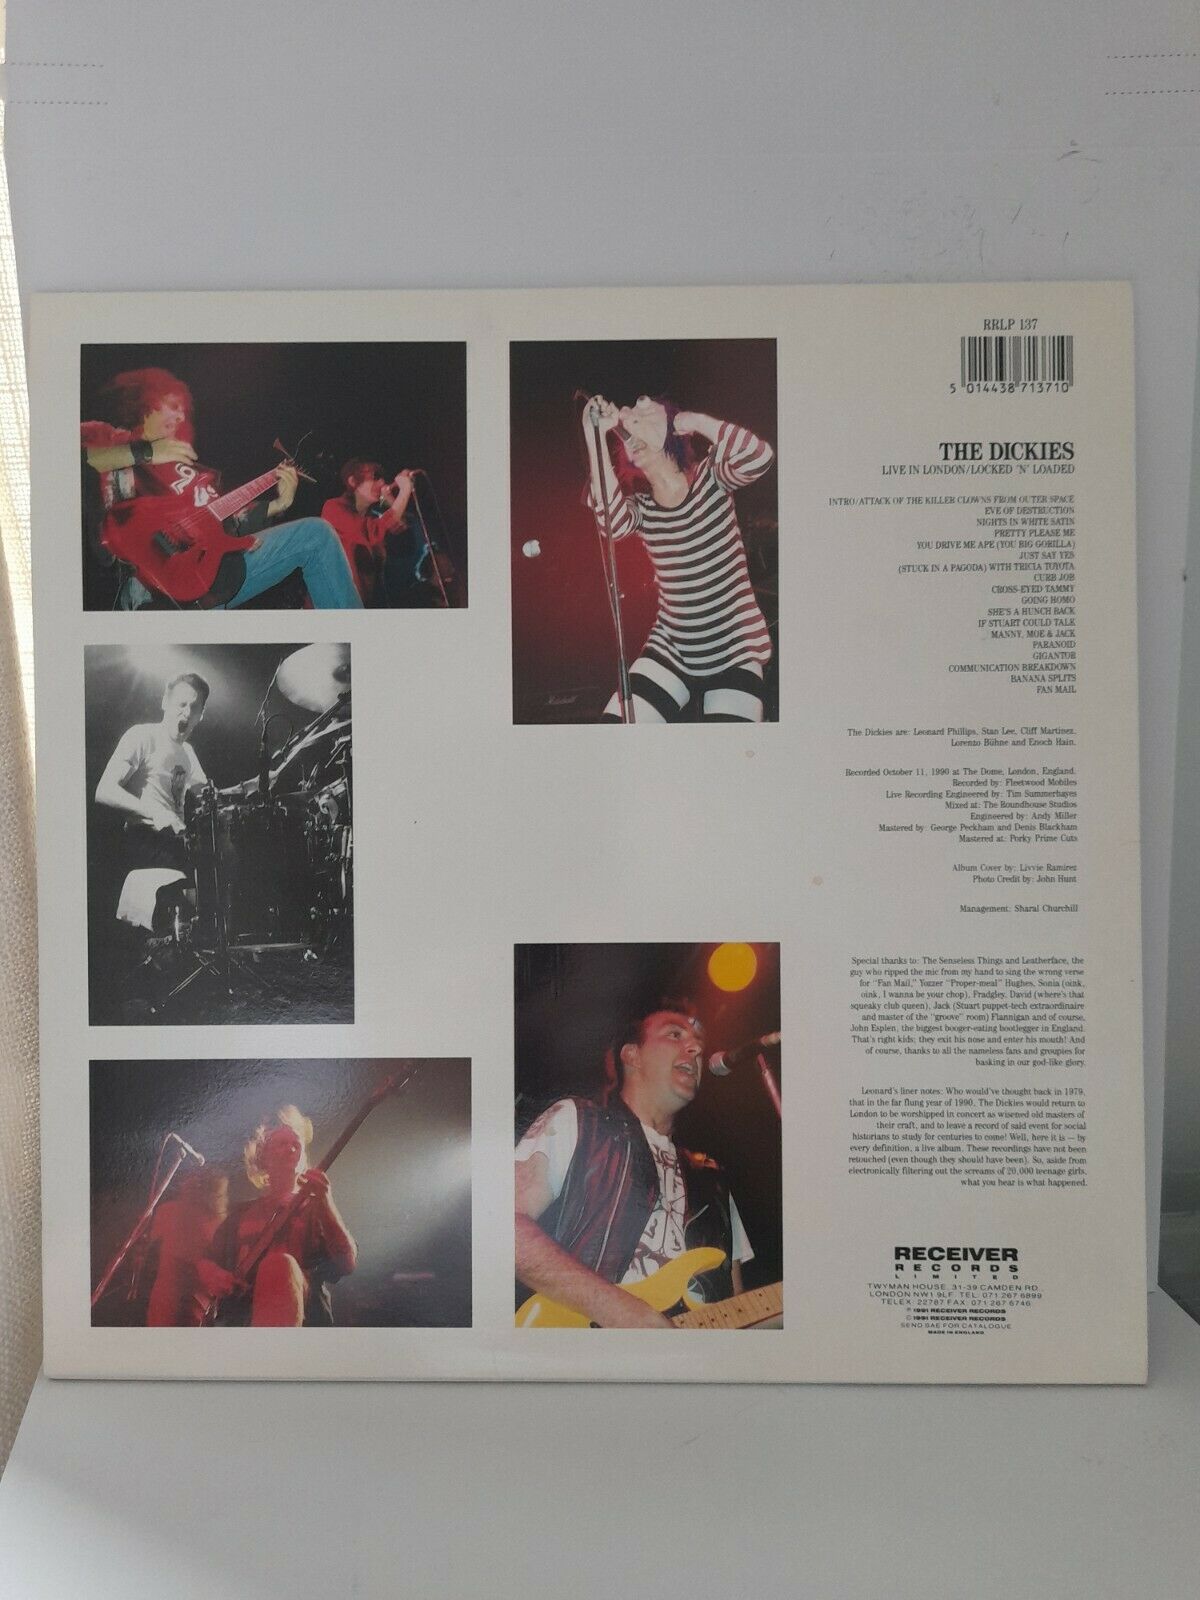 RRLP 137
5 014438 713710
THE DICKIES
LIVE IN LONDON/LOCKED 'N' LOADED
INTRO/ATTACK OF THE KILLER CLOWNS FROM OUTER SPACE
EVE OF DESTRUCTION
NIGHTS IN WHITE SATIN
PRETTY PLEASE ME
YOU DRIVE ME APE (YOU BIG GORILLA)
JUST SAY YES
(STUCK IN A PAGODA) WITH TRICIA TOYOTA
CURB JOB
CROSS-EYED TAMMY
GOING HOMO
SHE'S A HUNCH BACK
IF STUART COULD TALK
MANNY, MOE & JACK
PARANOID
GIGANTOR
COMMUNICATION BREAKDOWN
BANANA SPLITS
FAN MAIL
The Dickies are: Leonard Phillips, Stan Lee, Cliff Martinez,
Lorenzo Bühne and Enoch Hain.
Recorded October 11, 1990 at The Dome, London, England.
Recorded by: Fleetwood Mobiles
Live Recording Engineered by: Tim Summerhayes
Mixed at: The Roundhouse Studios
Engineered by: Andy Miller
Mastered by: George Peckham and Denis Blackham
Mastered at: Porky Prime Cuts
Album Cover by: Livvie Ramirez
Photo Credit by: John Hunt
Management: Sharal Churchill
Special thanks to: The Senseless Things and Leatherface, the
guy who ripped the mic from my hand to sing the wrong verse
for "Fan Mail," Yozzer "Proper-meal" Hughes, Sonia (oink,
oink, I wanna be your chop), Fradgley, David (where's that
squeaky club queen), Jack (Stuart puppet-tech extraordinaire
and master of the "groove" room) Flannigan and of course,
John Esplen, the biggest booger-eating bootlegger in England.
That's right kids; they exit his nose and enter his mouth! And
of course, thanks to all the nameless fans and groupies for
basking in our god-like glory.
Leonard's liner notes: Who would've thought back in 1979,
that in the far flung year of 1990, The Dickies would return to
London to be worshipped in concert as wisened old masters of
their craft, and to leave a record of said event for social
historians to study for centuries to come! Well, here it is — by
every definition, a live album. These recordings have not been
retouched (even though they should have been). So, aside from
electronically filtering out the screams of 20,000 teenage girls,
what you hear is what happened.
RECEIVER
RECORDS
LIMITED
TWYMAN HOUSE, 31-39 CAMDEN RD.
LONDON NW1 9LF. TEL. 071 267 6899
TELEX: 22787 FAX: 071 267 6746
℗ 1991 RECEIVER RECORDS
© 1991 RECEIVER RECORDS
SEND SAE FOR CATALOGUE
MADE IN ENGLAND
Marshall